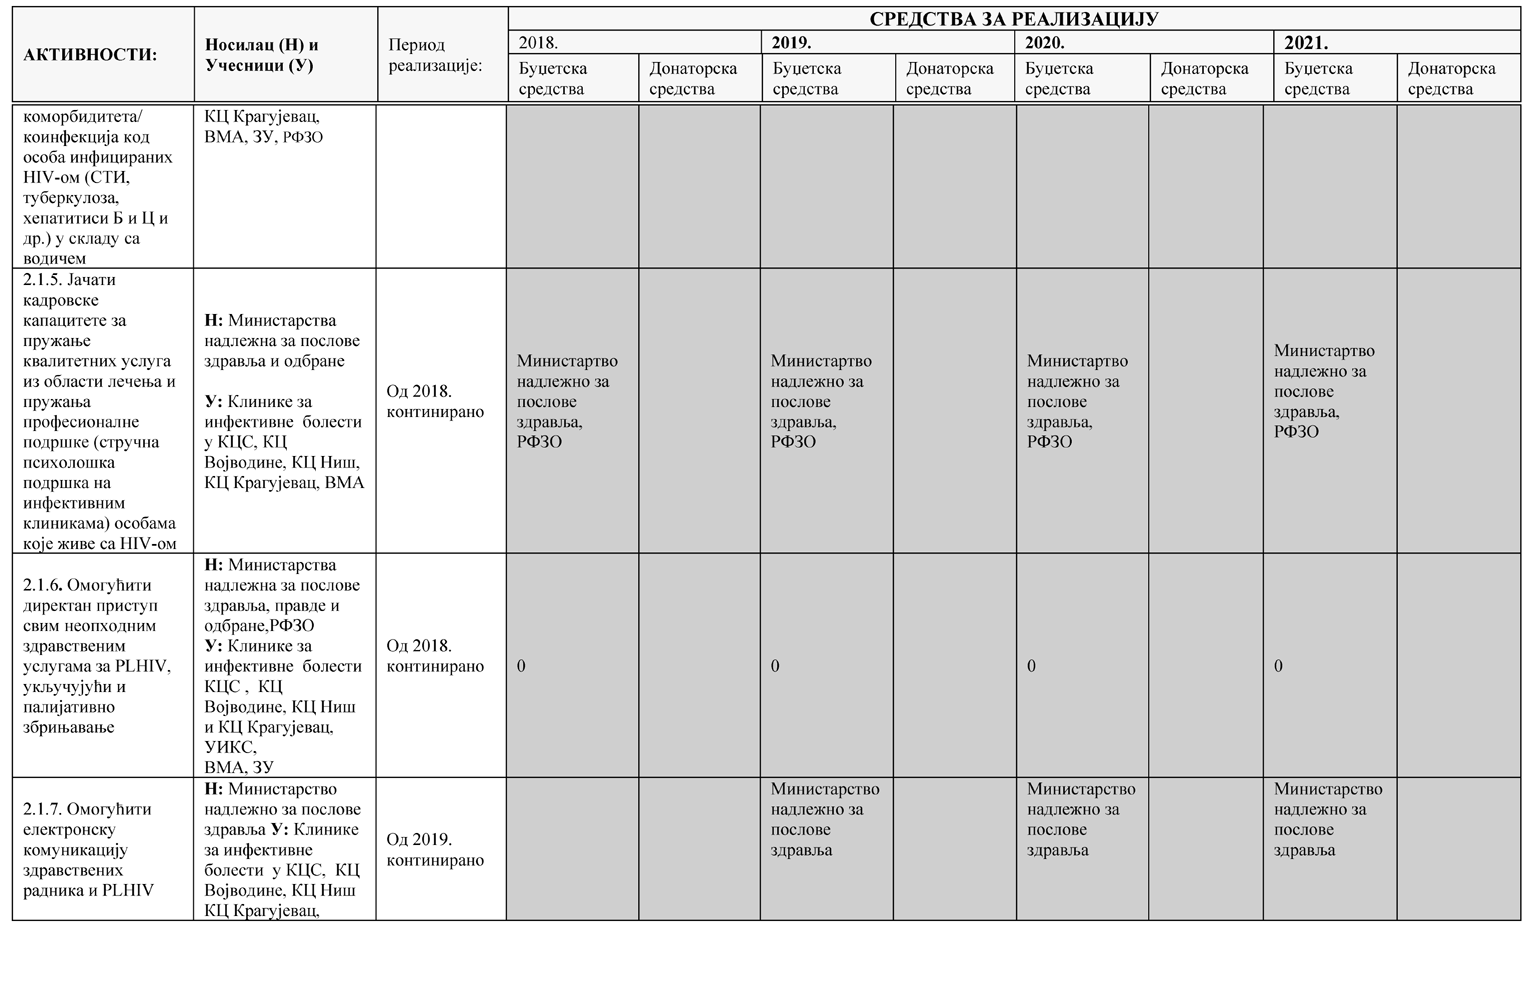 АКТИВНОСТИ:
Носилац (Н) и
Учесници (У)
Период
реализације:
СРЕДСТВА ЗА РЕАЛИЗАЦИЈУ
2018.
2019.
2020.
2021.
Буџетска
средства
Донаторска
средства
Буџетска
средства
Донаторска
средства
Буџетска
средства
Донаторска
средства
Буџетска
средства
Донаторска
средства
коморбидитета/
коинфекција код
особа инфицираних
HIV-ом (СТИ,
туберкулоза,
хепатитиси Б и Ц и
др.) у складу са
водичем
КЦ Крагујевац,
ВМА, ЗУ, РФЗО
2.1.5. Јачати
кадровске
капацитете за
пружање
квалитетних услуга
из области лечења и
пружања
професионалне
подршке (стручна
психолошка
подршка на
инфективним
клиникама) особама
које живе са HIV-ом
Н: Министарства
надлежна за послове
здравља и одбране
У: Клинике за
инфективне болести
у КЦС, КЦ
Војводине, КЦ Ниш,
КЦ Крагујевац, ВМА
Од 2018.
континирано
Министартво
надлежно за
послове
здравља,
РФЗО
Министартво
надлежно за
послове
здравља,
РФЗО
Министартво
надлежно за
послове
здравља,
РФЗО
Министартво
надлежно за
послове
здравља,
РФЗО
2.1.6. Омогућити
директан приступ
свим неопходним
здравственим
услугама за PLHIV,
укључујући и
палијативно
збрињавање
Н: Министарства
надлежна за послове
здравља, правде и
одбране,РФЗО
У: Клинике за
инфективне болести
КЦС , КЦ
Војводине, КЦ Ниш
и КЦ Крагујевац,
УИКС,
ВМА, ЗУ
Од 2018.
континирано
0
0
0
0
2.1.7. Омогућити
електронску
комуникацију
здравствених
радника и PLHIV
Н: Министарство
надлежно за послове
здравља У: Клинике
за инфективне
болести у КЦС, КЦ
Војводине, КЦ Ниш
КЦ Крагујевац,
Од 2019.
континирано
Министарство
надлежно за
послове
здравља
Министарство
надлежно за
послове
здравља
Министарство
надлежно за
послове
здравља